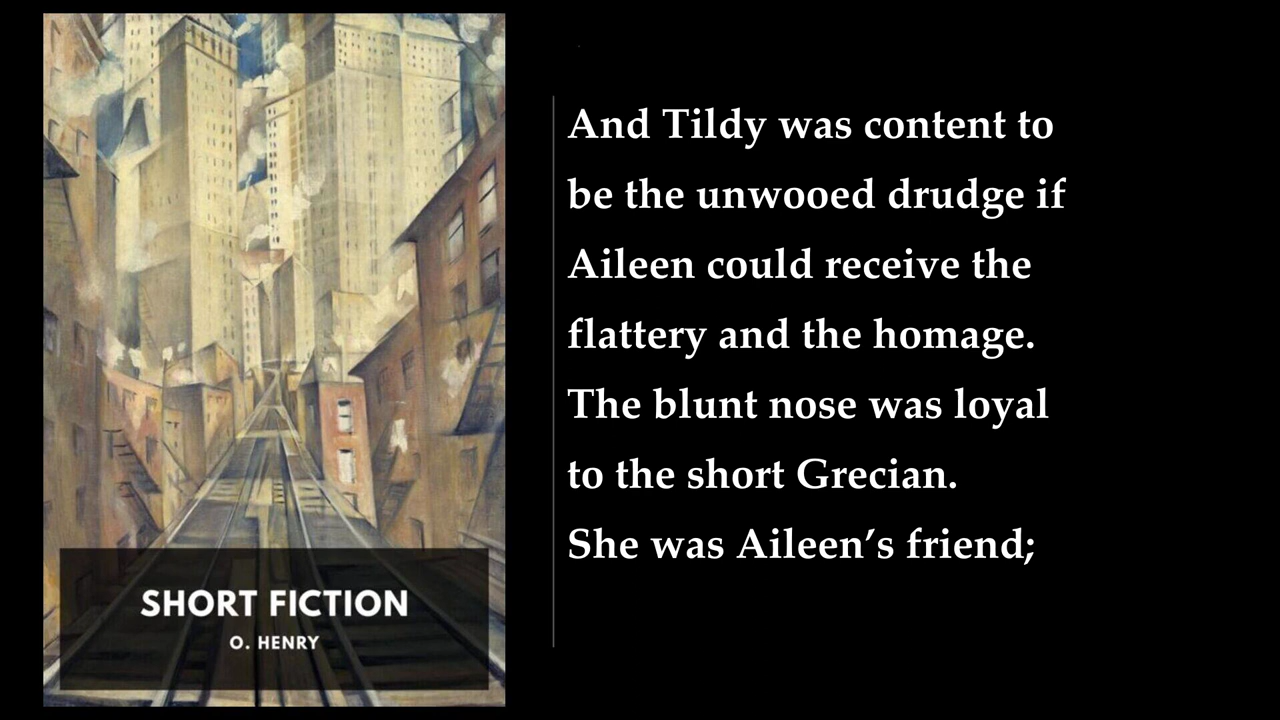 SHORT FICTION
O. HENRY
And Tildy was content to
be the unwooed drudge if
Aileen could receive the
flattery and the homage.
The blunt nose was loyal
to the short Grecian.
She was Aileen’s friend;